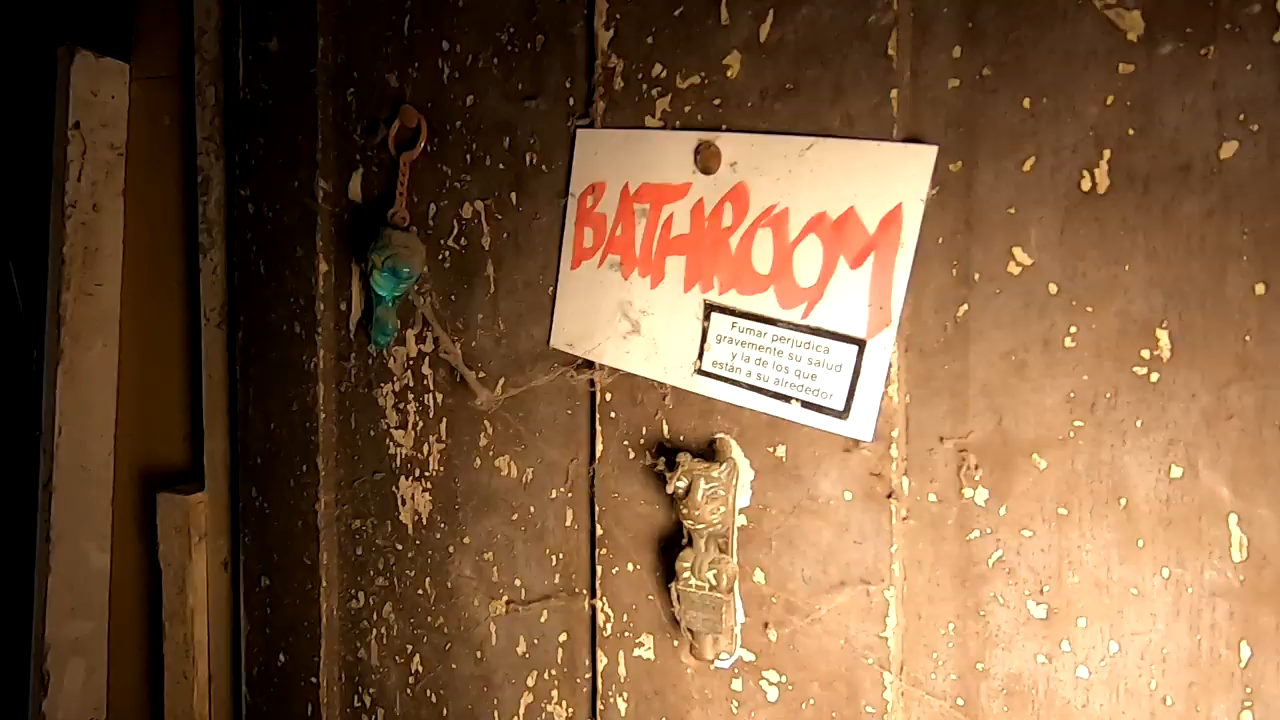 BATHROOM
Fumar perjudica
gravemente su salud
y la de los que
están a su alrededor